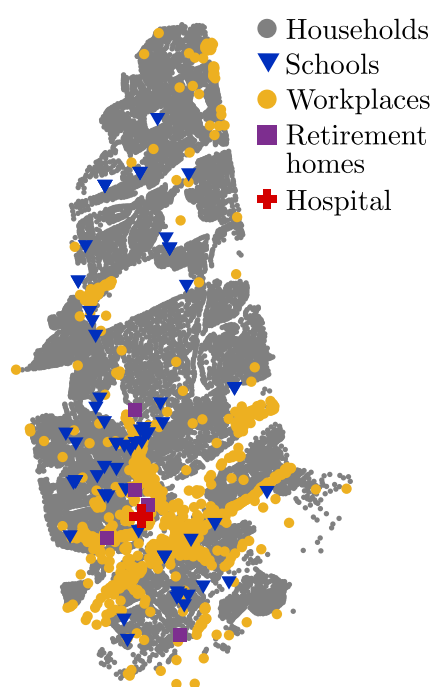 Households
Schools
Workplaces
Retirement
homes
Hospital